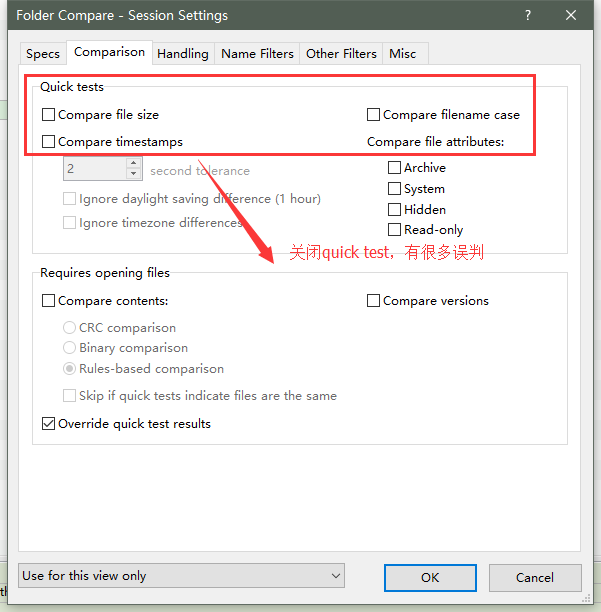 Folder Compare - Session Settings
?
Specs Comparison Handling Name Filters Other Filters Misc
Quick tests
Compare file size
Compare filename case
Compare timestamps
Compare file attributes:
2 second tolerance
Archive
Ignore daylight saving difference (1 hour)
System
Ignore timezone differences
Hidden
Read-only
关闭quick test，有很多误判
Requires opening files
Compare contents:
Compare versions
CRC comparison
Binary comparison
Rules-based comparison
Skip if quick tests indicate files are the same
Override quick test results
Use for this view only
OK
Cancel